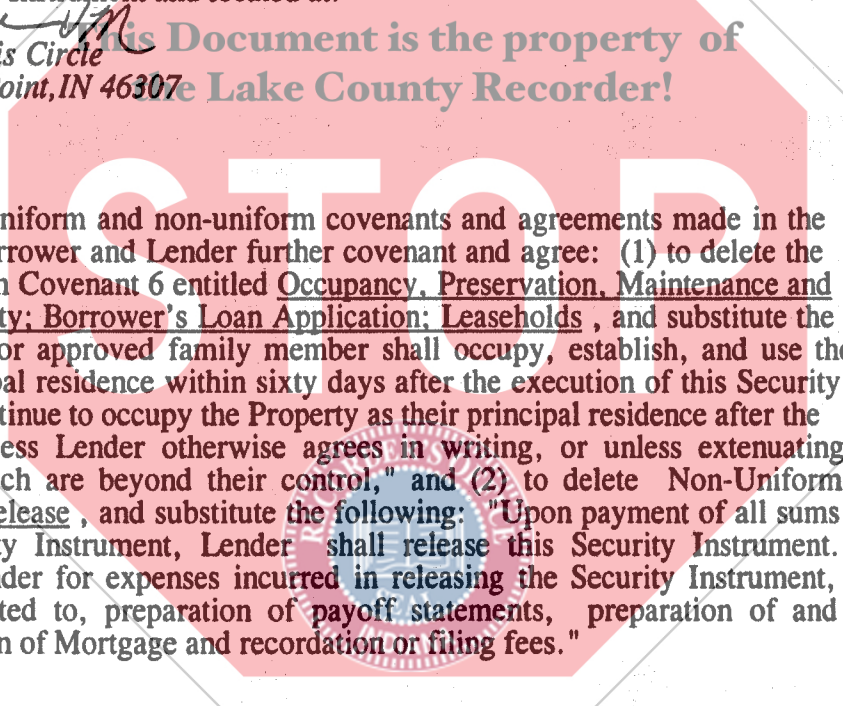 This Document is the property of
is Circle
the Lake County Recorder!
oint, IN 46307
STOP
niform and non-uniform covenants and agreements made in the
rrower and Lender further covenant and agree: (1) to delete the
n Covenant 6 entitled Occupancy, Preservation, Maintenance and
ty; Borrower's Loan Application; Leaseholds , and substitute the
or approved family member shall occupy, establish, and use the
pal residence within sixty days after the execution of this Security
tinue to occupy the Property as their principal residence after the
ess Lender otherwise agrees in writing, or unless extenuating
ch are beyond their control," and (2) to delete Non-Uniform
elease , and substitute the following: "Upon payment of all sums
ty Instrument, Lender shall release this Security Instrument.
der for expenses incurred in releasing the Security Instrument,
ted to, preparation of payoff statements, preparation of and
n of Mortgage and recordation or filing fees."
RECORDER'S OFFICE
SEAL
INDIANA